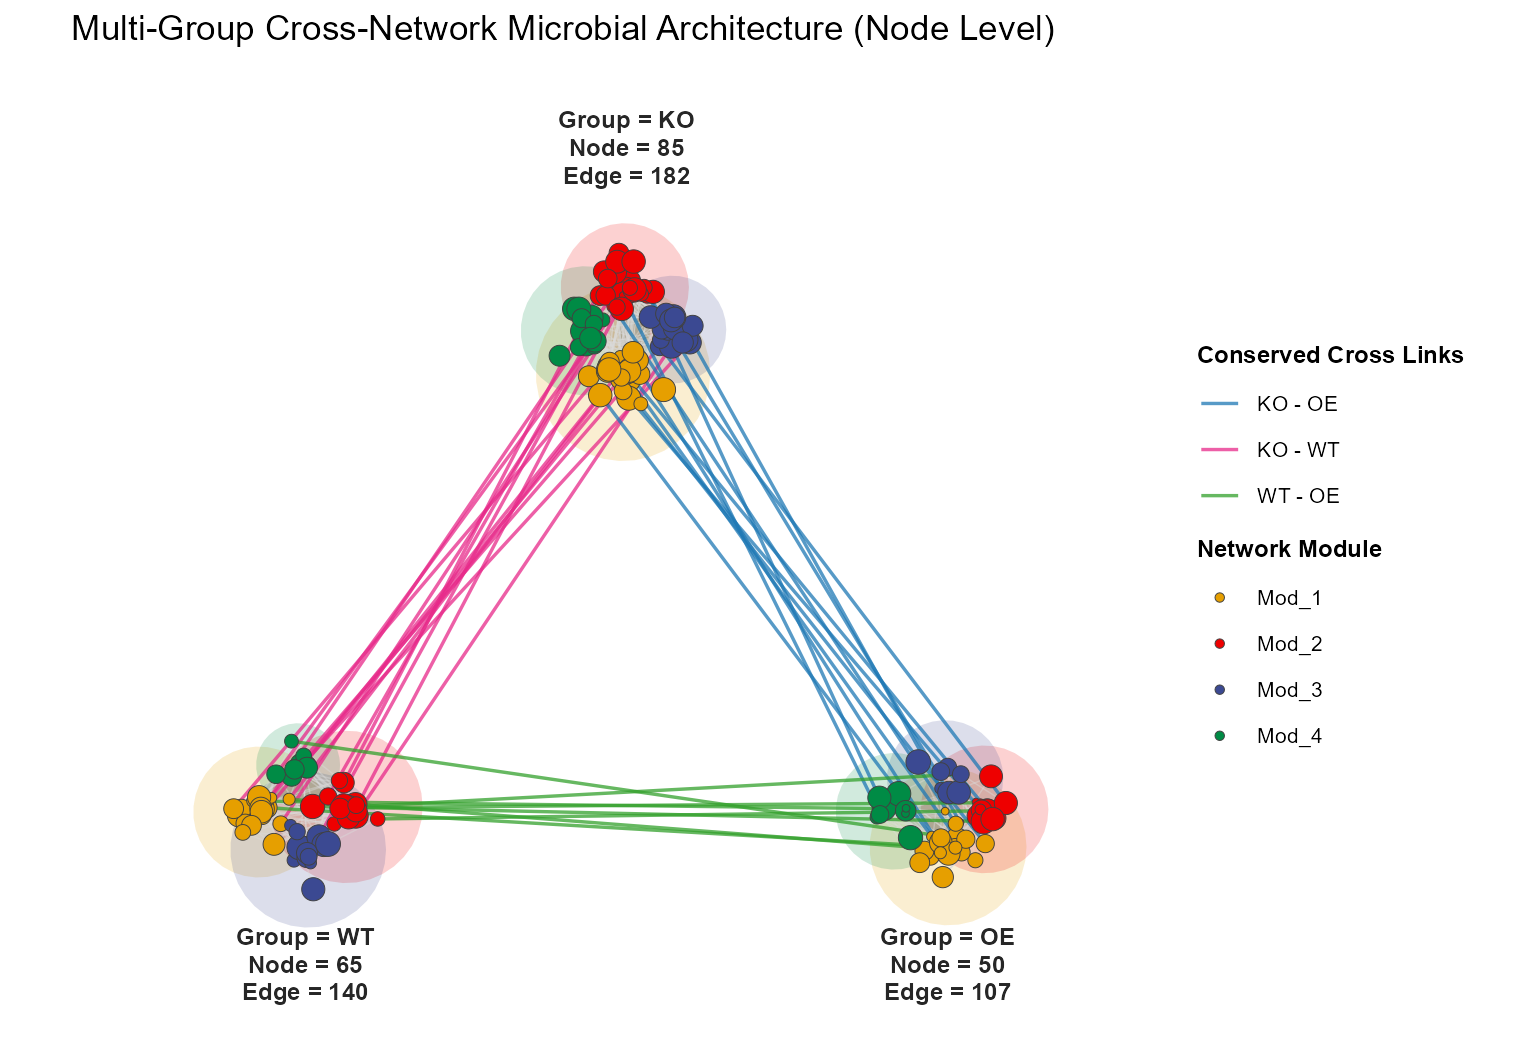 Multi-Group Cross-Network Microbial Architecture (Node Level)
Group = KO
Node = 85
Edge = 182
Conserved Cross Links
KO - OE
KO - WT
WT - OE
Network Module
Mod_1
Mod_2
Mod_3
Mod_4
Group = WT
Node = 65
Edge = 140
Group = OE
Node = 50
Edge = 107